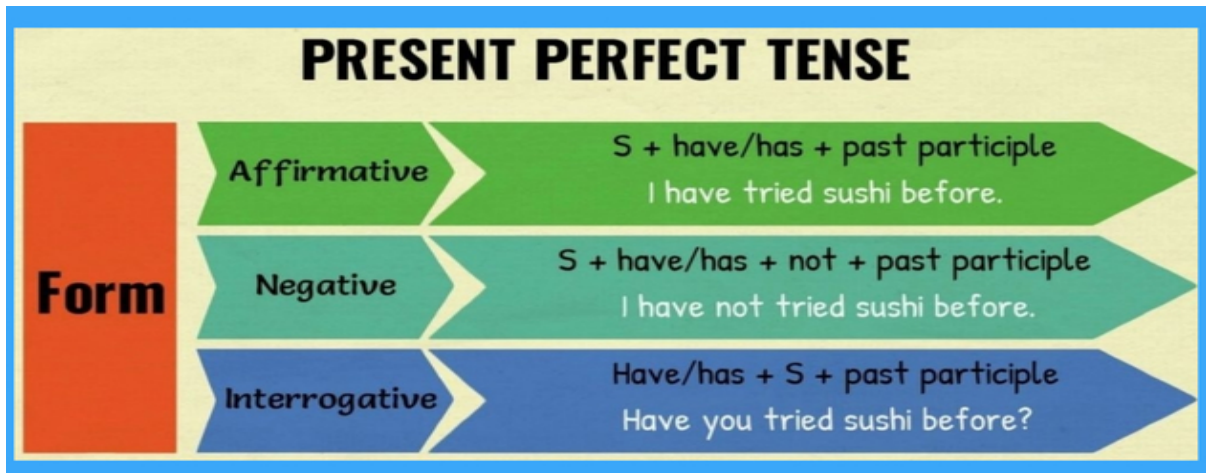 PRESENT PERFECT TENSE
Form
Affirmative
S + have/has + past participle
I have tried sushi before.
Negative
S + have/has + not + past participle
I have not tried sushi before.
Interrogative
Have/has + S + past participle
Have you tried sushi before?